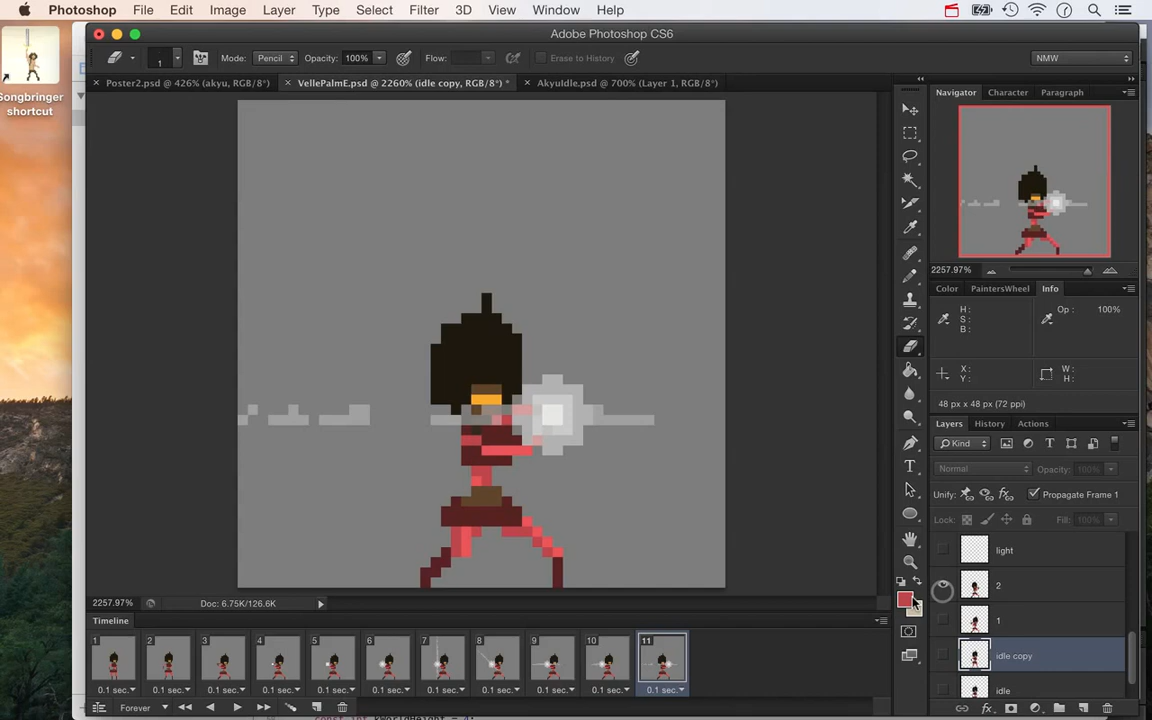 Photoshop File Edit Image Layer Type Select Filter 3D View Window Help
Adobe Photoshop CS6
1 Mode: Pencil Opacity: 100% Flow: Erase to History NMW
Poster2.psd @ 426% (akyu, RGB/8*) VellePalmE.psd @ 2260% (idle copy, RGB/8*) * AkyuIdle.psd @ 700% (Layer 1, RGB/8*)
Songbringer
shortcut
Navigator Character Paragraph
2257.97%
Color PaintersWheel Info
H:
S:
B:
Op: 100%
X:
Y:
W:
H:
48 px x 48 px (72 ppi)
Layers History Actions
Kind
Normal Opacity: 100%
Unify: Propagate Frame 1
Lock: Fill: 100%
light
2
1
idle copy
idle
2257.97% Doc: 6.75K/126.6K
Timeline
1 2 3 4 5 6 7 8 9 10 11
0.1 sec. 0.1 sec. 0.1 sec. 0.1 sec. 0.1 sec. 0.1 sec. 0.1 sec. 0.1 sec. 0.1 sec. 0.1 sec. 0.1 sec.
Forever